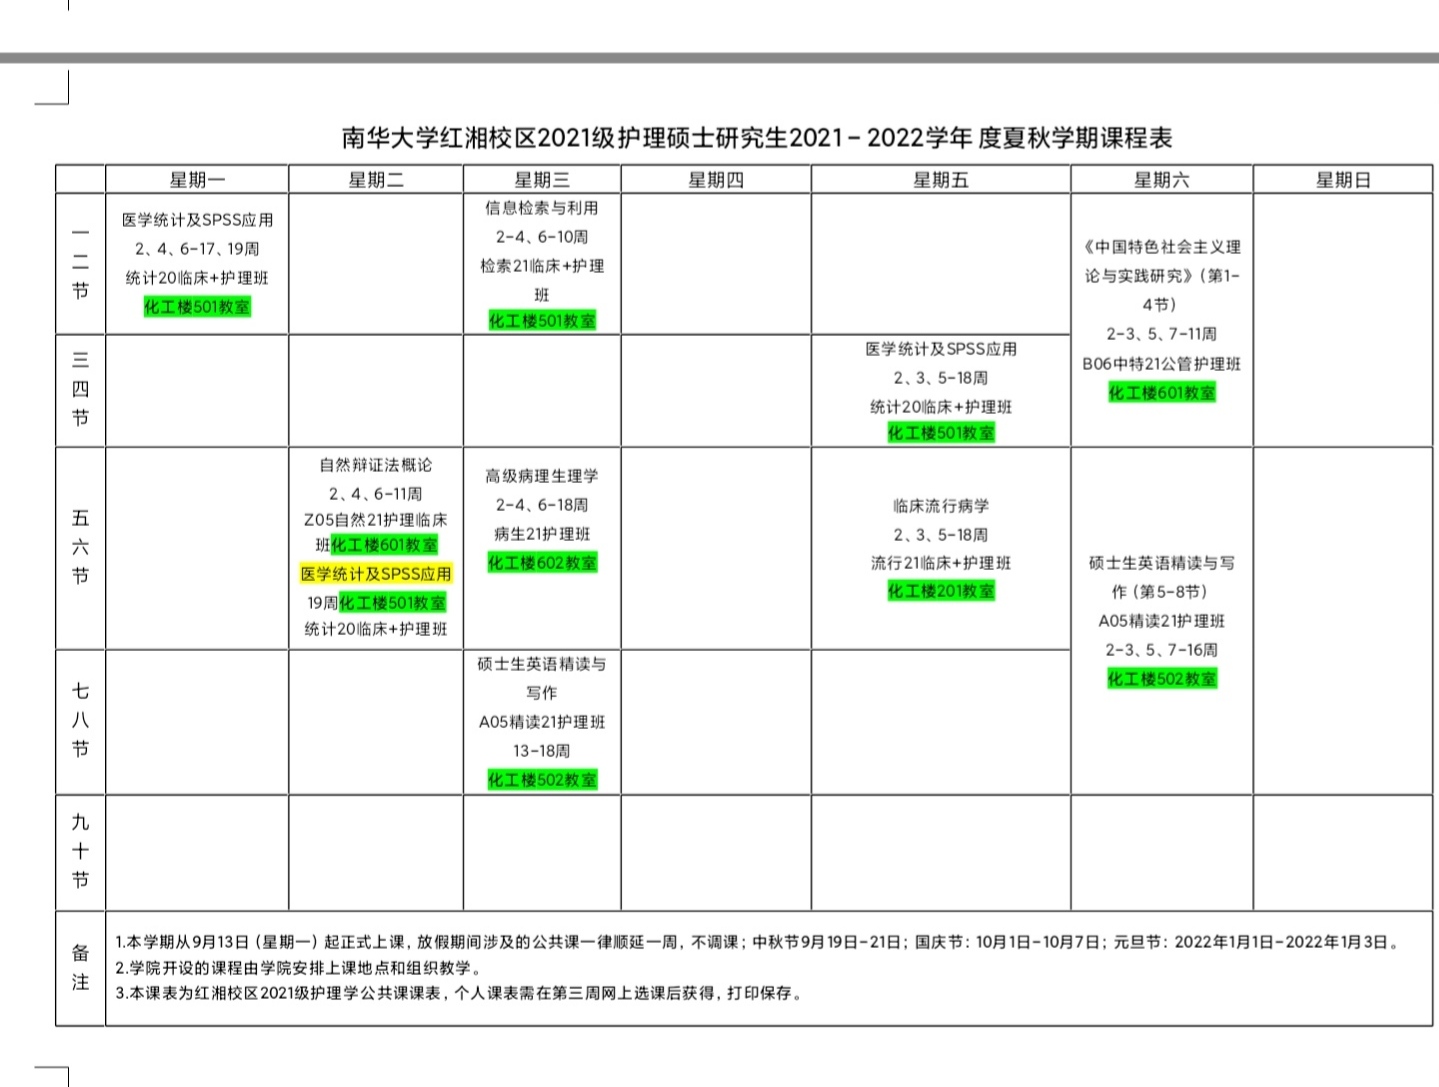 南华大学红湘校区2021级护理硕士研究生2021-2022学年 度夏秋学期课程表
星期一 星期二 星期三 星期四 星期五 星期六 星期日
一
二
节
医学统计及SPSS应用
2、4、6-17、19周
统计20临床+护理班
化工楼501教室
信息检索与利用
2-4、6-10周
检索21临床+护理
班
化工楼501教室
《中国特色社会主义理
论与实践研究》（第1-
4节）
2-3、5、7-11周
B06中特21公管护理班
化工楼601教室
三
四
节
医学统计及SPSS应用
2、3、5-18周
统计20临床+护理班
化工楼501教室
五
六
节
自然辩证法概论
2、4、6-11周
Z05自然21护理临床
班化工楼601教室
医学统计及SPSS应用
19周化工楼501教室
统计20临床+护理班
高级病理生理学
2-4、6-18周
病生21护理班
化工楼602教室
临床流行病学
2、3、5-18周
流行21临床+护理班
化工楼201教室
硕士生英语精读与写
作（第5-8节）
A05精读21护理班
2-3、5、7-16周
化工楼502教室
七
八
节
硕士生英语精读与
写作
A05精读21护理班
13-18周
化工楼502教室
九
十
节
备
注
1.本学期从9月13日（星期一）起正式上课，放假期间涉及的公共课一律顺延一周，不调课；中秋节9月19日-21日；国庆节：10月1日-10月7日；元旦节：2022年1月1日-2022年1月3日。
2.学院开设的课程由学院安排上课地点和组织教学。
3.本课表为红湘校区2021级护理学公共课课表，个人课表需在第三周网上选课后获得，打印保存。